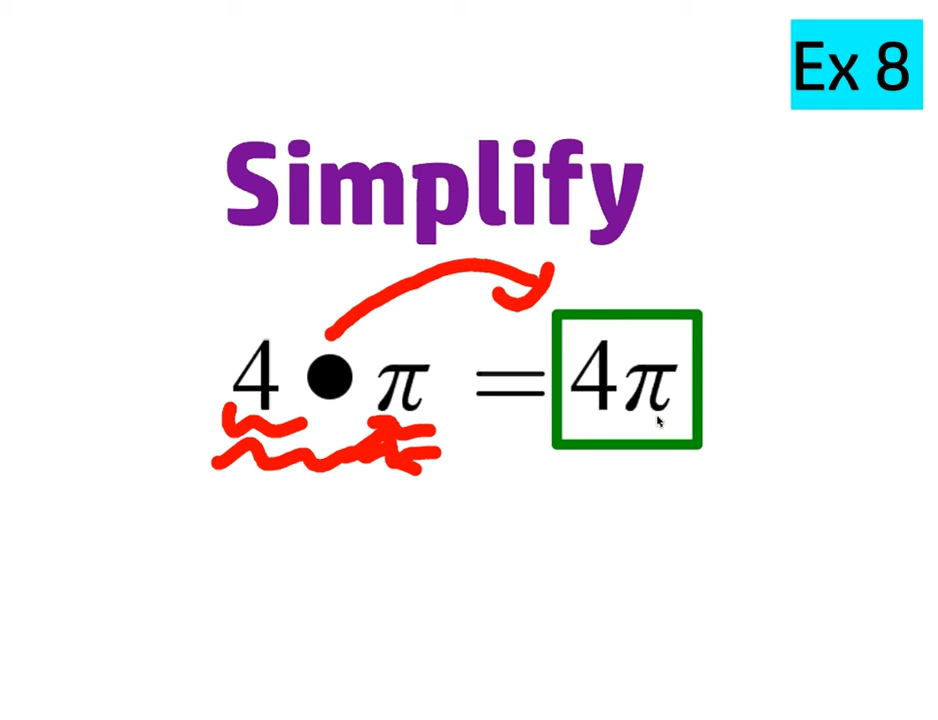 Ex 8
Simplify
4 • π = 4π